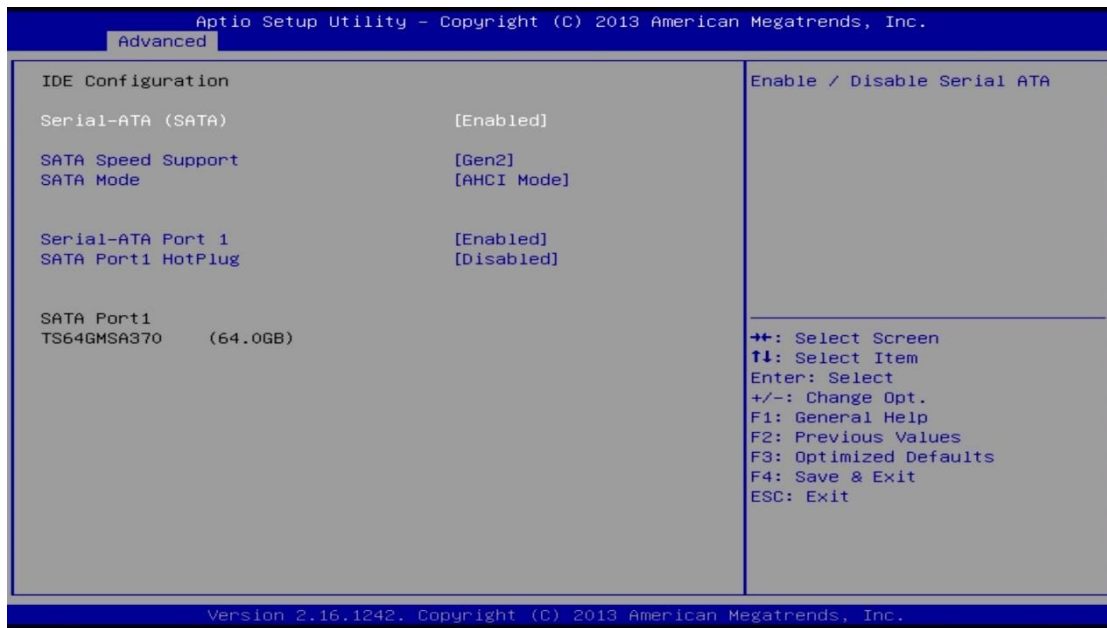 Aptio Setup Utility – Copyright (C) 2013 American Megatrends, Inc.
Advanced
IDE Configuration
Serial-ATA (SATA) [Enabled]
SATA Speed Support [Gen2]
SATA Mode [AHCI Mode]
Serial-ATA Port 1 [Enabled]
SATA Port1 HotPlug [Disabled]
SATA Port1
TS64GMSA370 (64.0GB)
Enable / Disable Serial ATA
→←: Select Screen
↑↓: Select Item
Enter: Select
+/-: Change Opt.
F1: General Help
F2: Previous Values
F3: Optimized Defaults
F4: Save & Exit
ESC: Exit
Version 2.16.1242. Copyright (C) 2013 American Megatrends, Inc.